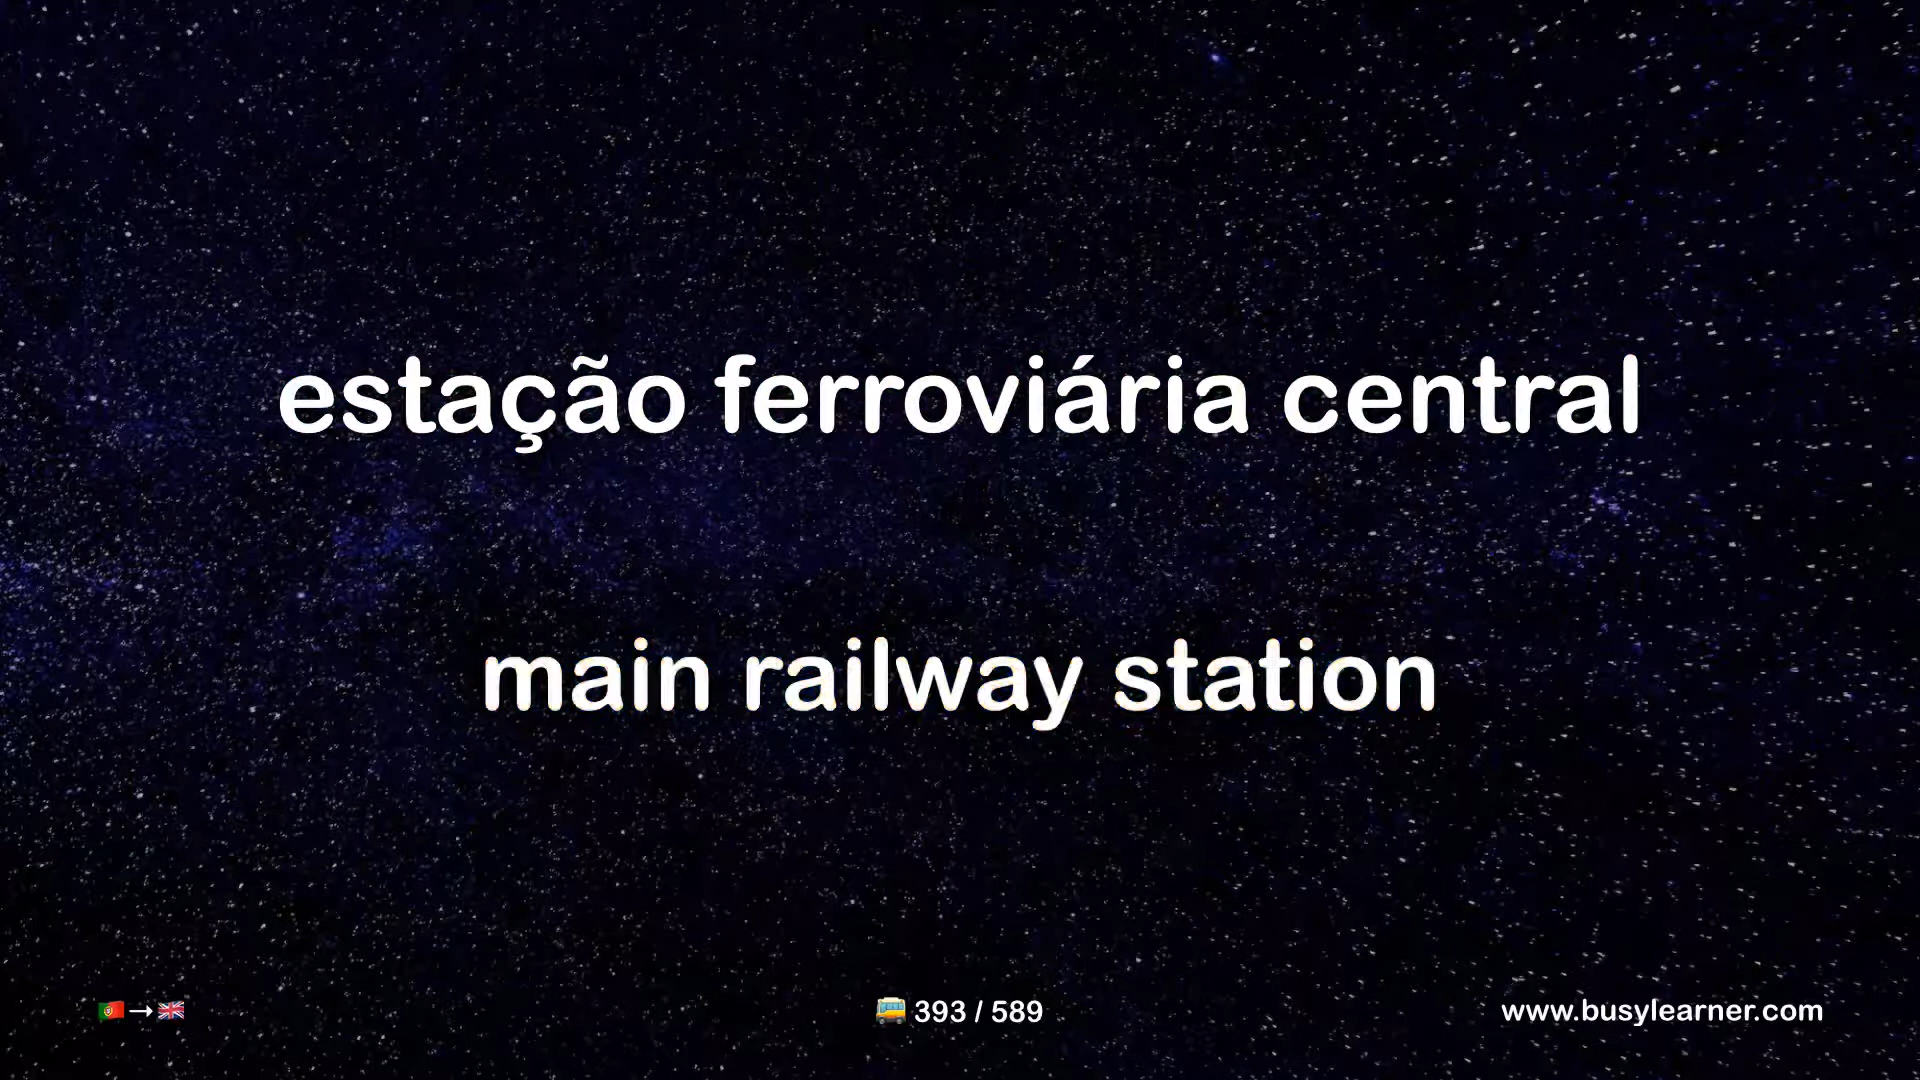 estação ferroviária central
main railway station
🇵🇹→🇬🇧 🚌 393 / 589 www.busylearner.com